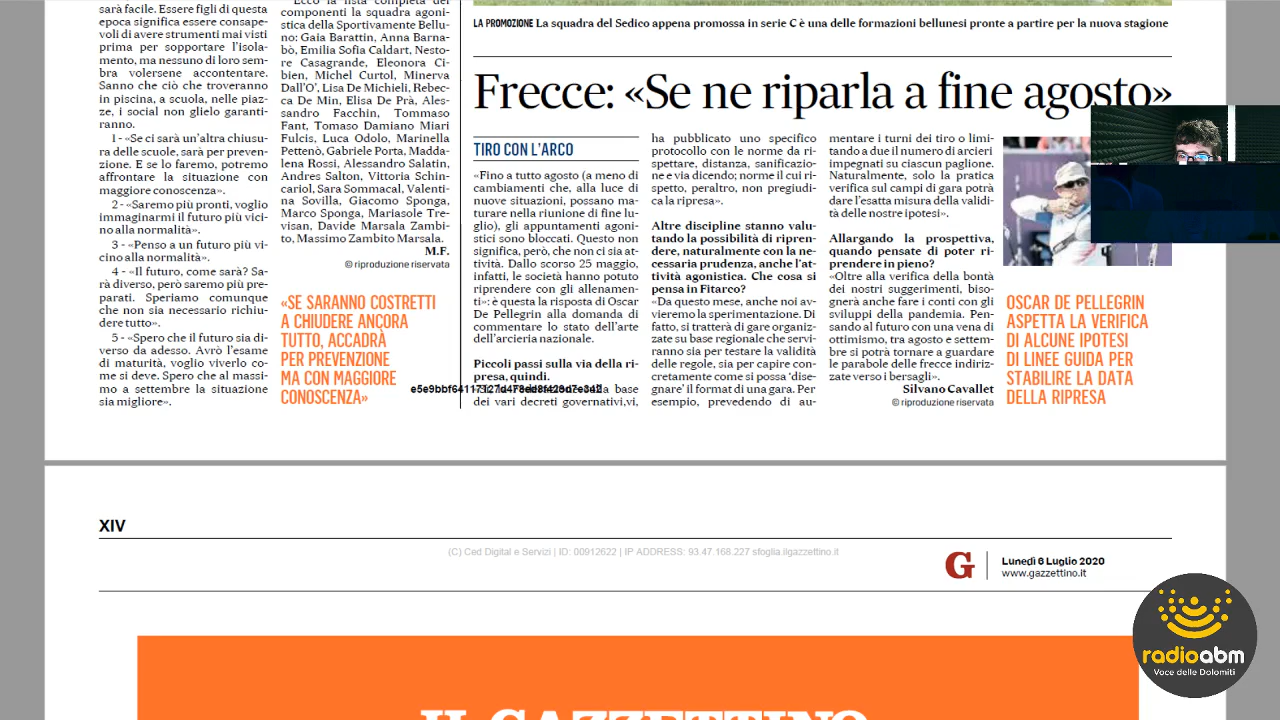 sarà facile. Essere figli di questa
epoca significa essere consape-
voli di avere strumenti mai visti
prima per sopportare l'isola-
mento, ma nessuno di loro sem-
bra volersene accontentare.
Sanno che ciò che troveranno
in piscina, a scuola, nelle piaz-
ze, i social non glielo garanti-
ranno.
1 - «Se ci sarà un'altra chiusu-
ra delle scuole, sarà per preven-
zione. E se lo faremo, potremo
affrontare la situazione con
maggiore conoscenza».
2 - «Saremo più pronti, voglio
immaginarmi il futuro più vici-
no alla normalità».
3 - «Penso a un futuro più vi-
cino alla normalità».
4 - «Il futuro, come sarà? Sa-
rà diverso, però saremo più pre-
parati. Speriamo comunque
che non sia necessario richiu-
dere tutto».
5 - «Spero che il futuro sia di-
verso da adesso. Avrò l'esame
di maturità, voglio viverlo co-
me si deve. Spero che al massi-
mo a settembre la situazione
sia migliore».
componenti la squadra agoni-
stica della Sportivamente Bellu-
no: Gaia Barattin, Anna Barna-
bò, Emilia Sofia Caldart, Nesto-
re Casagrande, Eleonora Ci-
bien, Michel Curtol, Minerva
Dall'O', Lisa De Michieli, Rebec-
ca De Min, Elisa De Prà, Ales-
sandro Facchin, Tommaso
Fant, Tomaso Damiano Miari
Fulcis, Luca Odolo, Marinella
Pettenò, Gabriele Porta, Madda-
lena Rossi, Alessandro Salatin,
Andres Salton, Vittoria Schin-
cariol, Sara Sommacal, Valenti-
na Sovilla, Giacomo Sponga,
Marco Sponga, Mariasole Tre-
visan, Davide Marsala Zambi-
to, Massimo Zambito Marsala.
M.F.
© riproduzione riservata
«SE SARANNO COSTRETTI
A CHIUDERE ANCORA
TUTTO, ACCADRÀ
PER PREVENZIONE
MA CON MAGGIORE
CONOSCENZA»
LA PROMOZIONE La squadra del Sedico appena promossa in serie C è una delle formazioni bellunesi pronte a partire per la nuova stagione
Frecce: «Se ne riparla a fine agosto»
TIRO CON L'ARCO
«Fino a tutto agosto (a meno di
cambiamenti che, alla luce di
nuove situazioni, possano ma-
turare nella riunione di fine lu-
glio), gli appuntamenti agoni-
stici sono bloccati. Questo non
significa, però, che non ci sia at-
tività. Dallo scorso 25 maggio,
infatti, le società hanno potuto
riprendere con gli allenamen-
ti»: è questa la risposta di Oscar
De Pellegrin alla domanda di
commentare lo stato dell'arte
dell'arcieria nazionale.
Piccoli passi sulla via della ri-
presa, quindi.
base
dei vari decreti governativi,vi,
ha pubblicato uno specifico
protocollo con le norme da ri-
spettare, distanza, sanificazio-
ne e via dicendo; norme il cui ri-
spetto, peraltro, non pregiudi-
ca la ripresa».
Altre discipline stanno valu-
tando la possibilità di ripren-
dere, naturalmente con la ne-
cessaria prudenza, anche l'at-
tività agonistica. Che cosa si
pensa in Fitarco?
«Da questo mese, anche noi av-
vieremo la sperimentazione. Di
fatto, si tratterà di gare organiz-
zate su base regionale che servi-
ranno sia per testare la validità
delle regole, sia per capire con-
cretamente come si possa 'dise-
gnare' il format di una gara. Per
esempio, prevedendo di au-
mentare i turni dei tiro o limi-
tando a due il numero di arcieri
impegnati su ciascun paglione.
Naturalmente, solo la pratica
verifica sul campi di gara potrà
dare l'esatta misura della validi-
tà delle nostre ipotesi».
Allargando la prospettiva,
quando pensate di poter ri-
prendere in pieno?
«Oltre alla verifica della bontà
dei nostri suggerimenti, biso-
gnerà anche fare i conti con gli
sviluppi della pandemia. Pen-
sando al futuro con una vena di
ottimismo, tra agosto e settem-
bre si potrà tornare a guardare
le parabole delle frecce indiriz-
zate verso i bersagli».
Silvano Cavallet
© riproduzione riservata
OSCAR DE PELLEGRIN
ASPETTA LA VERIFICA
DI ALCUNE IPOTESI
DI LINEE GUIDA PER
STABILIRE LA DATA
DELLA RIPRESA
XIV
(C) Ced Digital e Servizi | ID: 00912622 | IP ADDRESS: 93.47.168.227 sfoglia.ilgazzettino.it
G
Lunedì 6 Luglio 2020
www.gazzettino.it
IL GAZZETTINO
radioabm
Voce delle Dolomiti